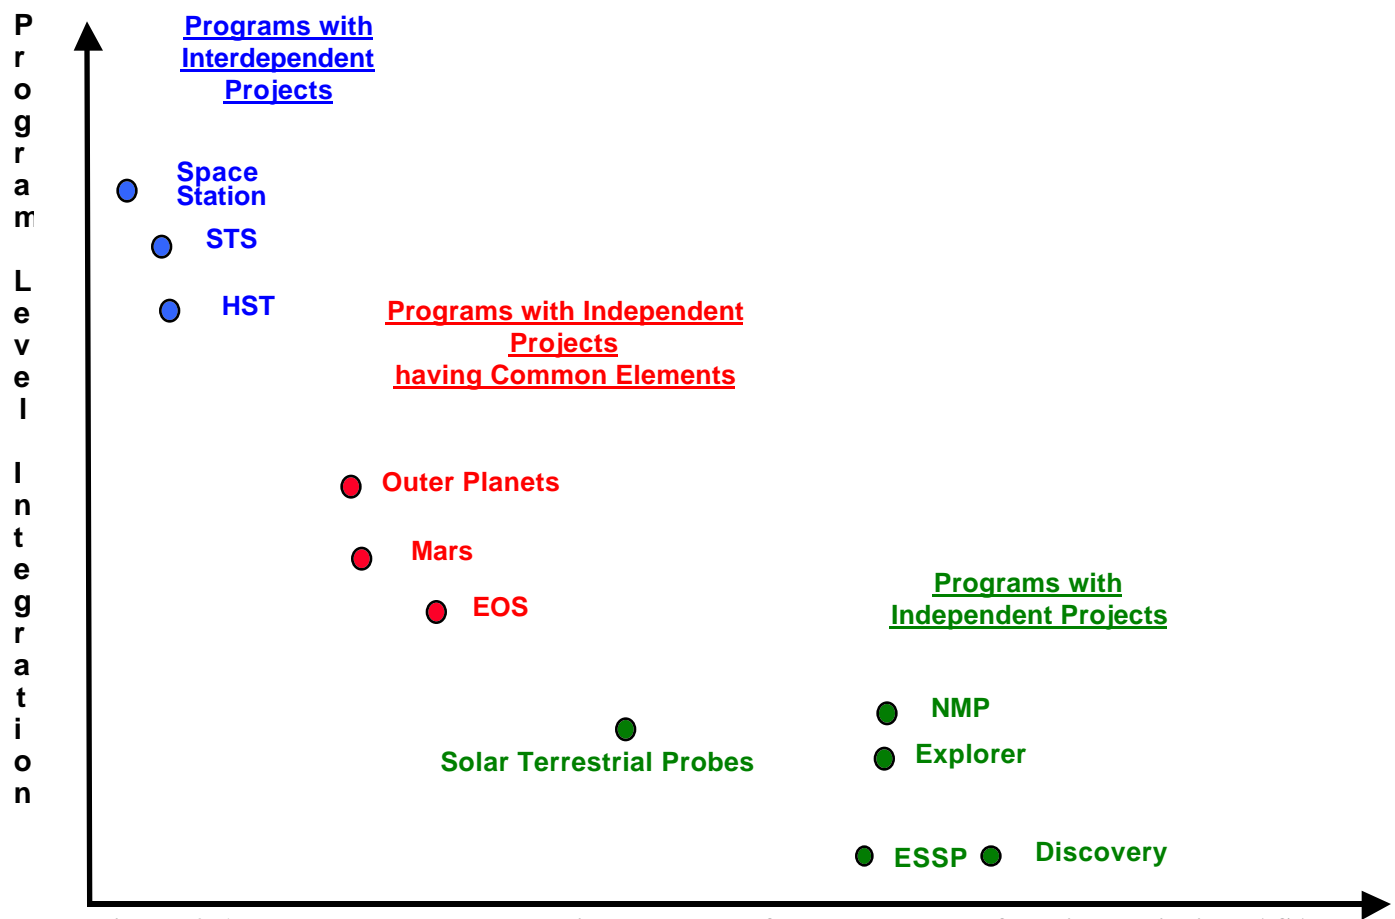 Program Level Integration
Programs with
Interdependent
Projects
Space
Station
STS
HST
Programs with Independent
Projects
having Common Elements
Outer Planets
Mars
EOS
Programs with
Independent Projects
NMP
Solar Terrestrial Probes
Explorer
ESSP
Discovery